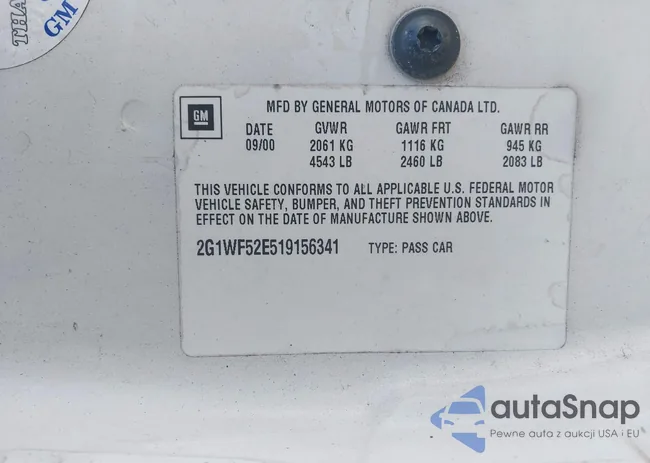 THA
GM
GM
MFD BY GENERAL MOTORS OF CANADA LTD.
DATE GVWR GAWR FRT GAWR RR
09/00 2061 KG 1116 KG 945 KG
4543 LB 2460 LB 2083 LB
THIS VEHICLE CONFORMS TO ALL APPLICABLE U.S. FEDERAL MOTOR
VEHICLE SAFETY, BUMPER, AND THEFT PREVENTION STANDARDS IN
EFFECT ON THE DATE OF MANUFACTURE SHOWN ABOVE.
2G1WF52E519156341 TYPE: PASS CAR
autaSnap
Pewne auta z aukcji USA i EU